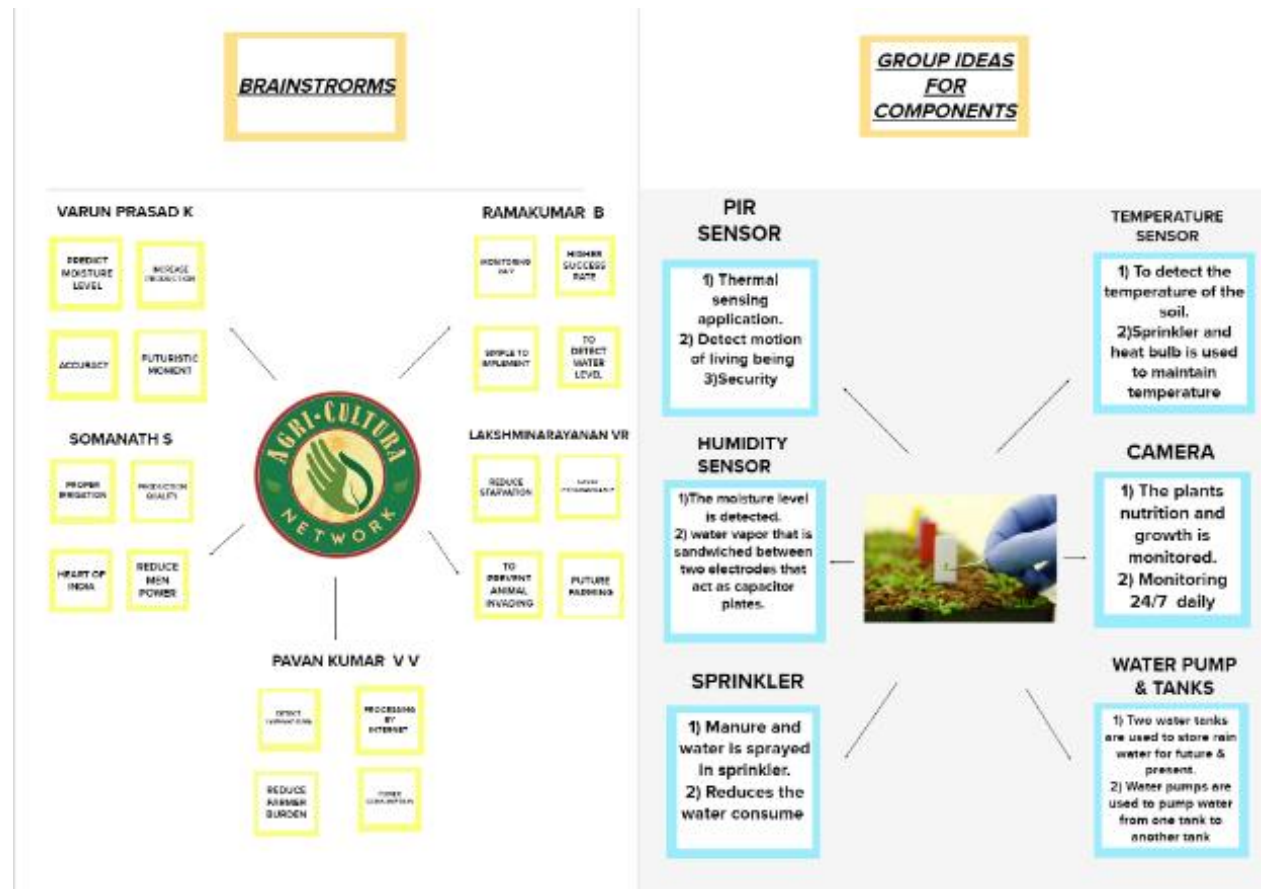 BRAINSTRORMS
VARUN PRASAD K
PREDICT
MOISTURE
LEVEL
INCREASE
PRODUCTION
ACCURACY
FUTURISTIC
MOMENT
RAMAKUMAR B
MONITORING
HIGHER
SUCCESS
RATE
SIMPLE TO
IMPLEMENT
TO
DETECT
WATER
LEVEL
AGRI-CULTURA
NETWORK
SOMANATH S
PROPER
IRRIGATION
PRODUCTION
QUALITY
HEART OF
INDIA
REDUCE
MEN
POWER
LAKSHMINARAYANAN VR
REDUCE
STARVATION
TO
PREVENT
ANIMAL
INVADING
FUTURE
FARMING
PAVAN KUMAR V V
DETECT
PROCESSING
BY
INTERNET
REDUCE
FARMER
BURDEN
POWER
CONSUMPTION
GROUP IDEAS
FOR
COMPONENTS
PIR
SENSOR
1) Thermal
sensing
application.
2) Detect motion
of living being
3)Security
TEMPERATURE
SENSOR
1) To detect the
temperature of the
soil.
2)Sprinkler and
heat bulb is used
to maintain
temperature
HUMIDITY
SENSOR
1)The moisture level
is detected.
2) water vapor that is
sandwiched between
two electrodes that
act as capacitor
plates.
CAMERA
1) The plants
nutrition and
growth is
monitored.
2) Monitoring
24/7 daily
SPRINKLER
1) Manure and
water is sprayed
in sprinkler.
2) Reduces the
water consume
WATER PUMP
& TANKS
1) Two water tanks
are used to store rain
water for future &
present.
2) Water pumps are
used to pump water
from one tank to
another tank